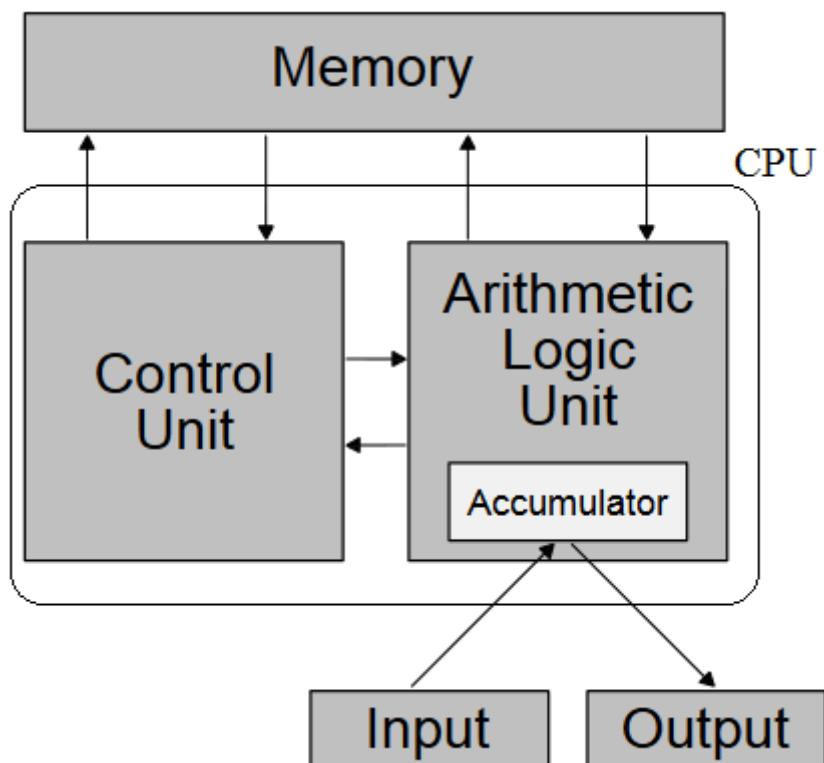 Memory
CPU
Control
Unit
Arithmetic
Logic
Unit
Accumulator
Input
Output